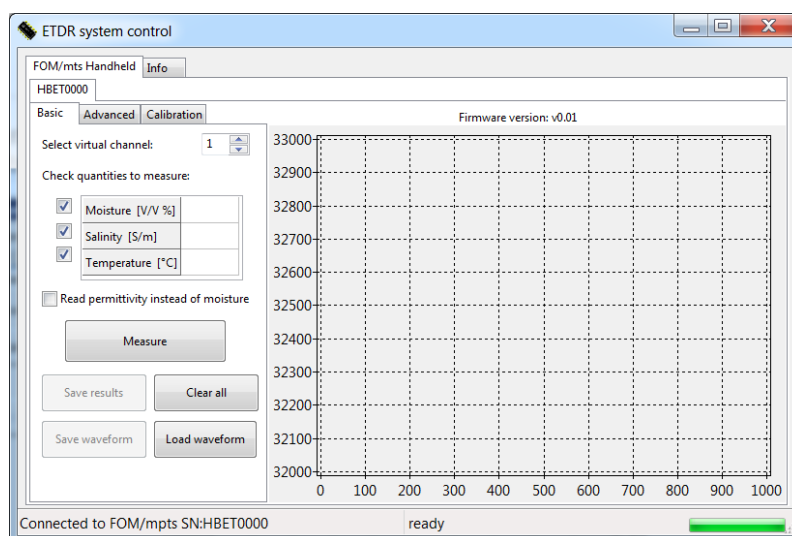 ETDR system control
FOM/mts Handheld Info
HBET0000
Basic Advanced Calibration
Firmware version: v0.01
Select virtual channel: 1
Check quantities to measure:
Moisture [V/V %]
Salinity [S/m]
Temperature [°C]
Read permittivity instead of moisture
Measure
Save results Clear all
Save waveform Load waveform
33000
32900
32800
32700
32600
32500
32400
32300
32200
32100
32000
0 100 200 300 400 500 600 700 800 900 1000
Connected to FOM/mpts SN:HBET0000 ready